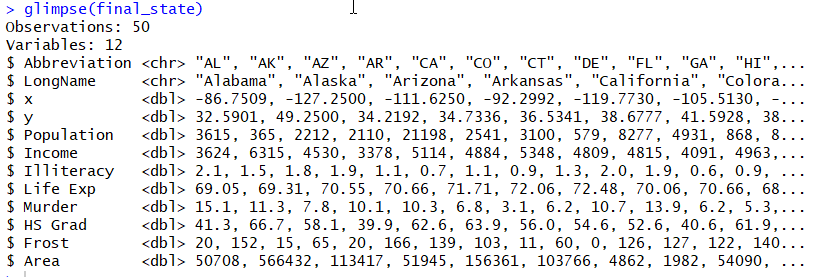 > glimpse(final_state)
Observations: 50
Variables: 12
$ Abbreviation <chr> "AL", "AK", "AZ", "AR", "CA", "CO", "CT", "DE", "FL", "GA", "HI",...
$ LongName <chr> "Alabama", "Alaska", "Arizona", "Arkansas", "California", "Colora...
$ x <dbl> -86.7509, -127.2500, -111.6250, -92.2992, -119.7730, -105.5130, -...
$ y <dbl> 32.5901, 49.2500, 34.2192, 34.7336, 36.5341, 38.6777, 41.5928, 38...
$ Population <dbl> 3615, 365, 2212, 2110, 21198, 2541, 3100, 579, 8277, 4931, 868, 8...
$ Income <dbl> 3624, 6315, 4530, 3378, 5114, 4884, 5348, 4809, 4815, 4091, 4963,...
$ Illiteracy <dbl> 2.1, 1.5, 1.8, 1.9, 1.1, 0.7, 1.1, 0.9, 1.3, 2.0, 1.9, 0.6, 0.9, ...
$ Life Exp <dbl> 69.05, 69.31, 70.55, 70.66, 71.71, 72.06, 72.48, 70.06, 70.66, 68...
$ Murder <dbl> 15.1, 11.3, 7.8, 10.1, 10.3, 6.8, 3.1, 6.2, 10.7, 13.9, 6.2, 5.3,...
$ HS Grad <dbl> 41.3, 66.7, 58.1, 39.9, 62.6, 63.9, 56.0, 54.6, 52.6, 40.6, 61.9,...
$ Frost <dbl> 20, 152, 15, 65, 20, 166, 139, 103, 11, 60, 0, 126, 127, 122, 140...
$ Area <dbl> 50708, 566432, 113417, 51945, 156361, 103766, 4862, 1982, 54090, ...